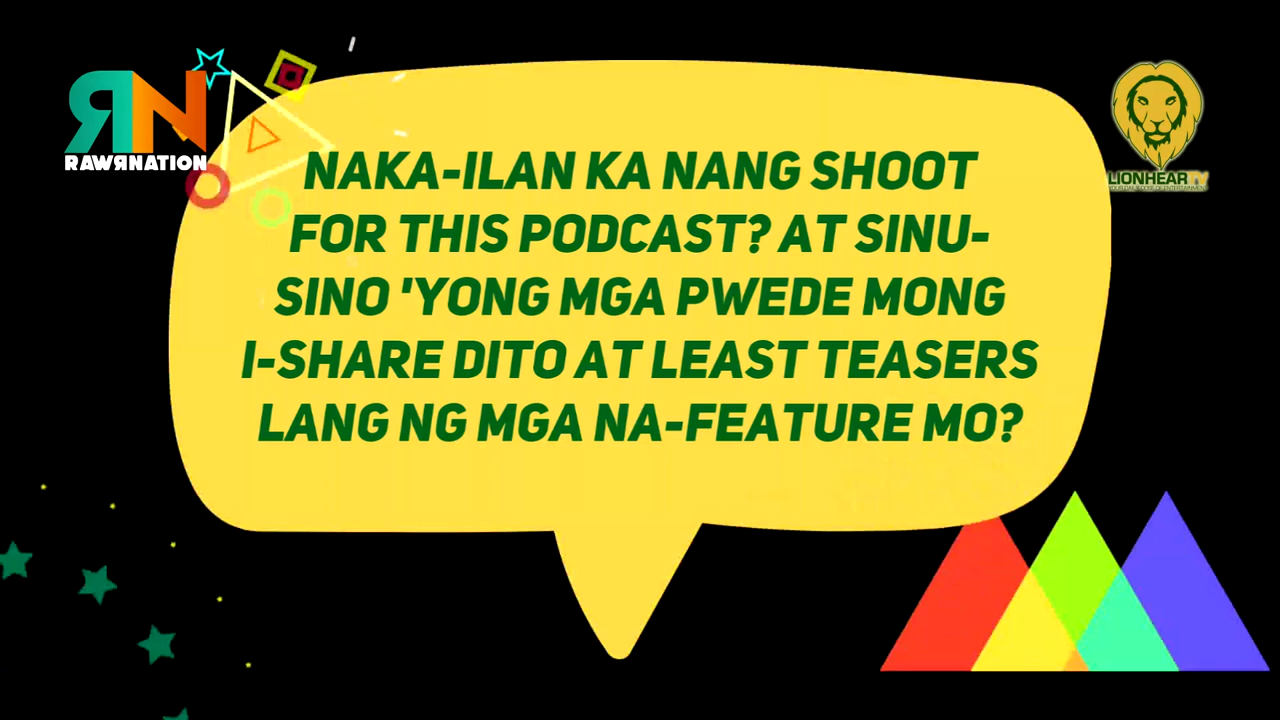 RN
RAWRNATION
NAKA-ILAN KA NANG SHOOT
FOR THIS PODCAST? AT SINU-
SINO 'YONG MGA PWEDE MONG
I-SHARE DITO AT LEAST TEASERS
LANG NG MGA NA-FEATURE MO?
LIONHEARTV